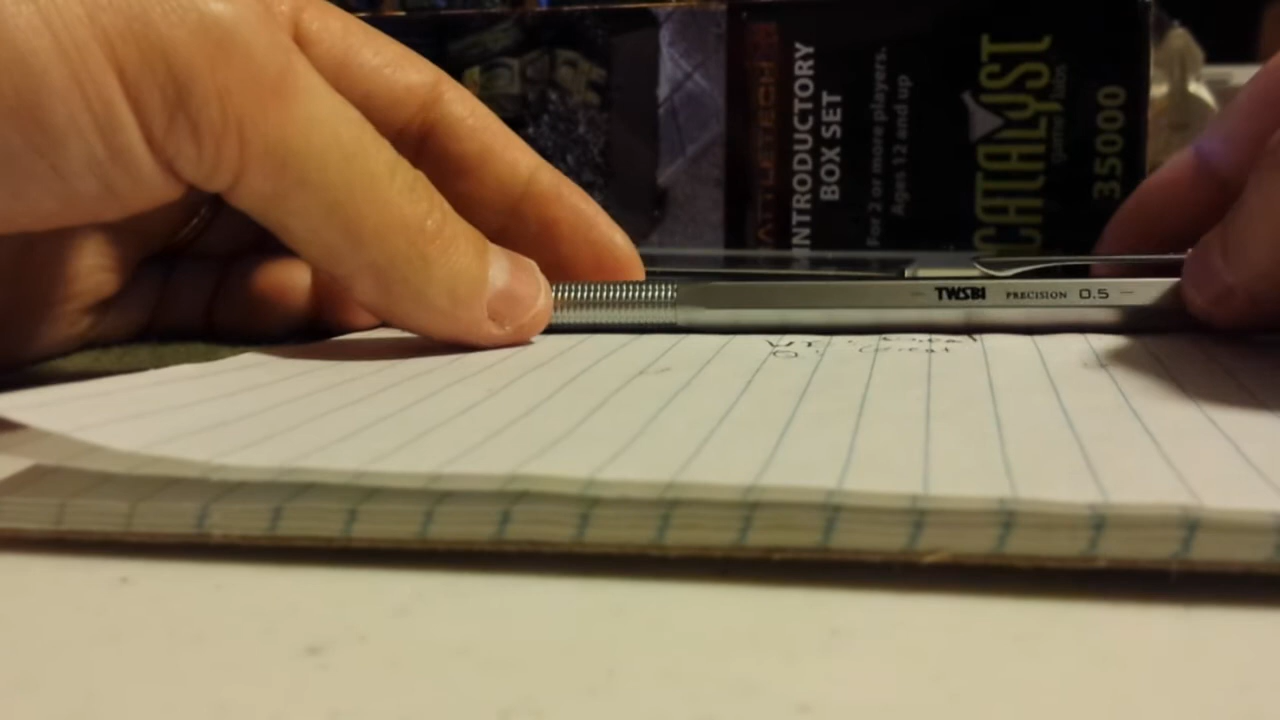 BATTLETECH
INTRODUCTORY
BOX SET
For 2 or more players.
Ages 12 and up
CATALYST
game labs
35000
TWSBI PRECISION 0.5
Great